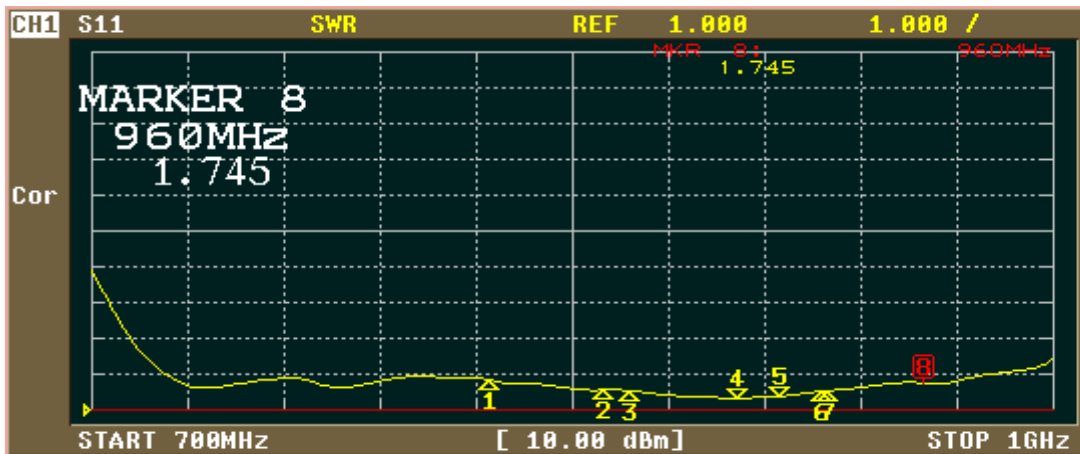 CH1 S11 SWR REF 1.000 1.000 /
MKR 8: 960MHz
1.745
MARKER 8
960MHz
1.745
Cor
8
4 5
1 2 3 6 7
START 700MHz [ 10.00 dBm] STOP 1GHz